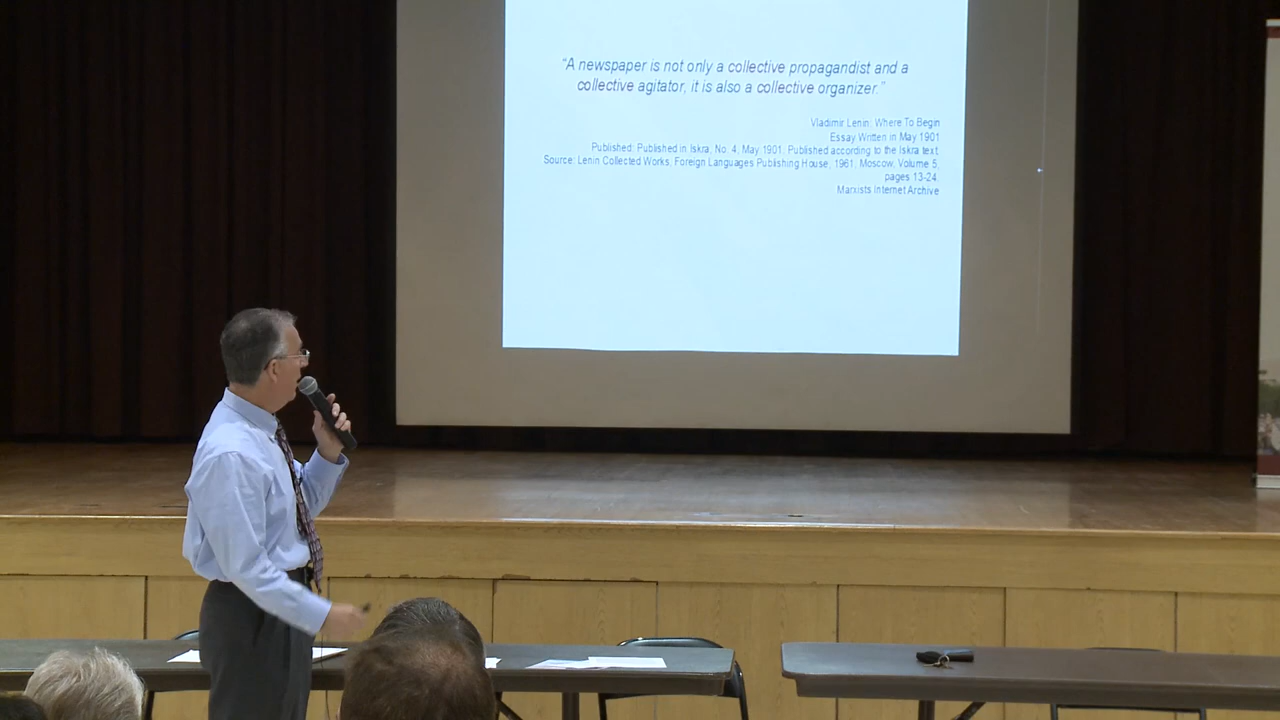 “A newspaper is not only a collective propagandist and a
collective agitator, it is also a collective organizer.”
Vladimir Lenin: Where To Begin
Essay Written in May 1901
Published: Published in Iskra, No. 4, May 1901. Published according to the Iskra text.
Source: Lenin Collected Works, Foreign Languages Publishing House, 1961, Moscow, Volume 5,
pages 13-24.
Marxists Internet Archive